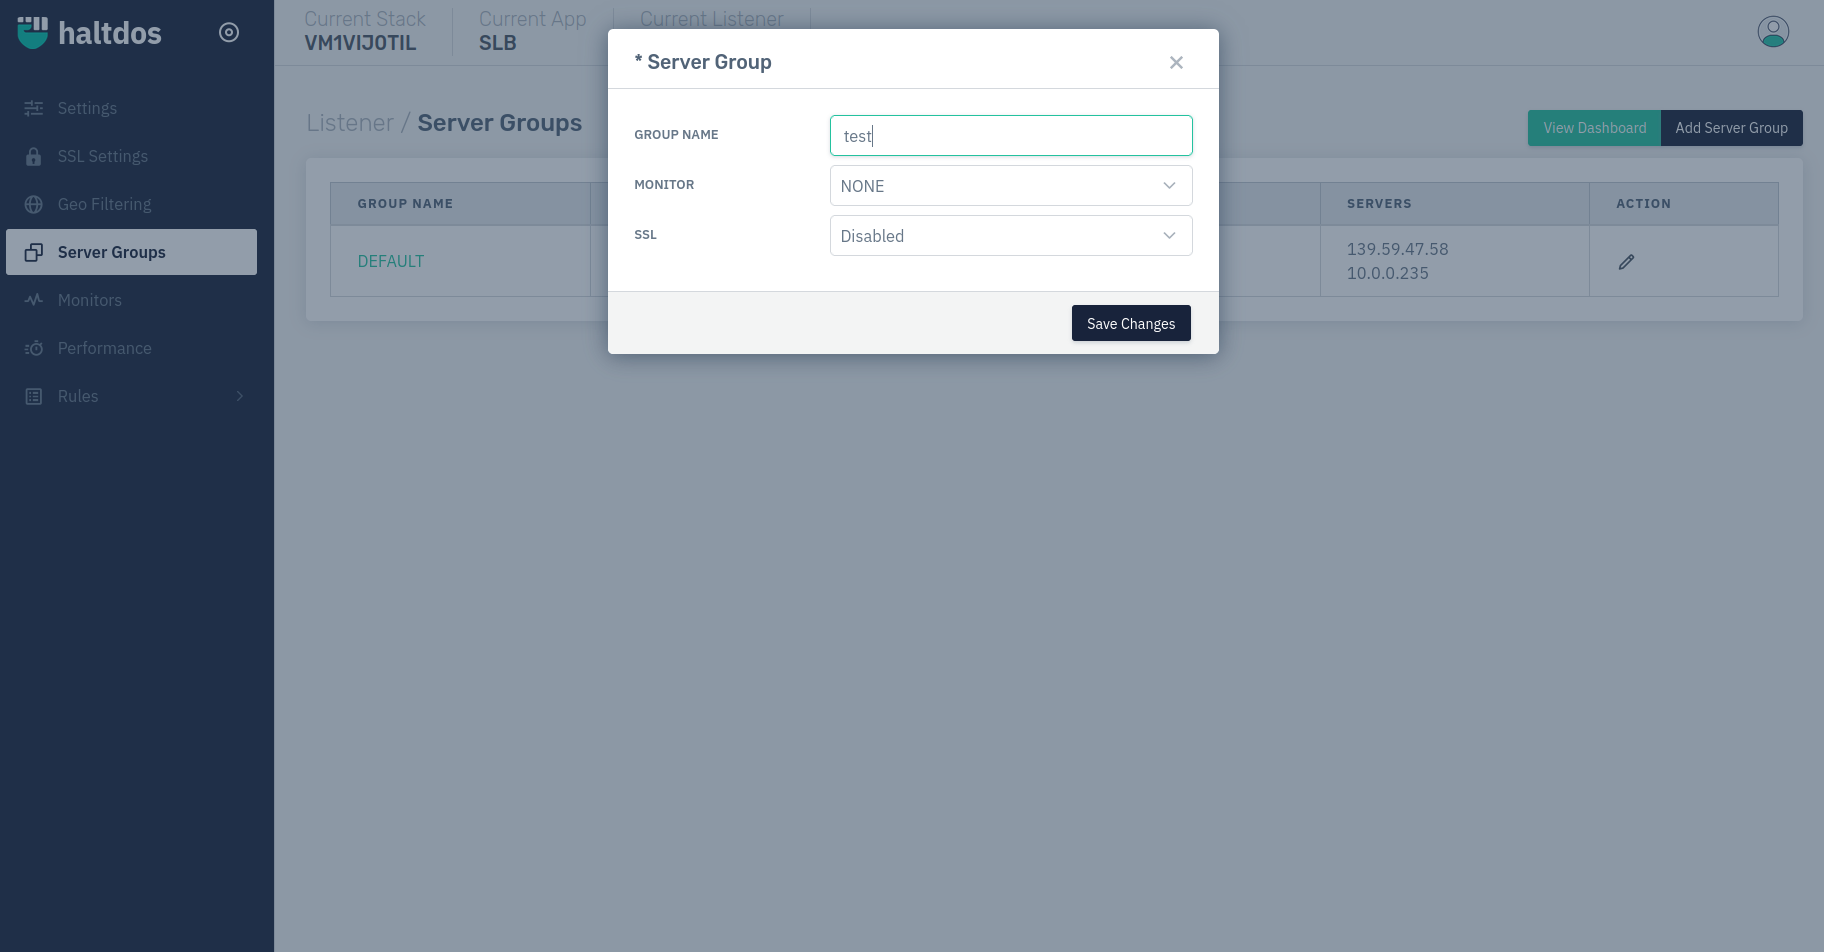 haltdos
Settings
SSL Settings
Geo Filtering
Server Groups
Monitors
Performance
Rules
Current Stack
VM1VIJ0TIL
Current App
SLB
Current Listener
Listener / Server Groups
View Dashboard
Add Server Group
GROUP NAME
SERVERS
ACTION
DEFAULT
139.59.47.58
10.0.0.235
* Server Group
GROUP NAME
test
MONITOR
NONE
SSL
Disabled
Save Changes